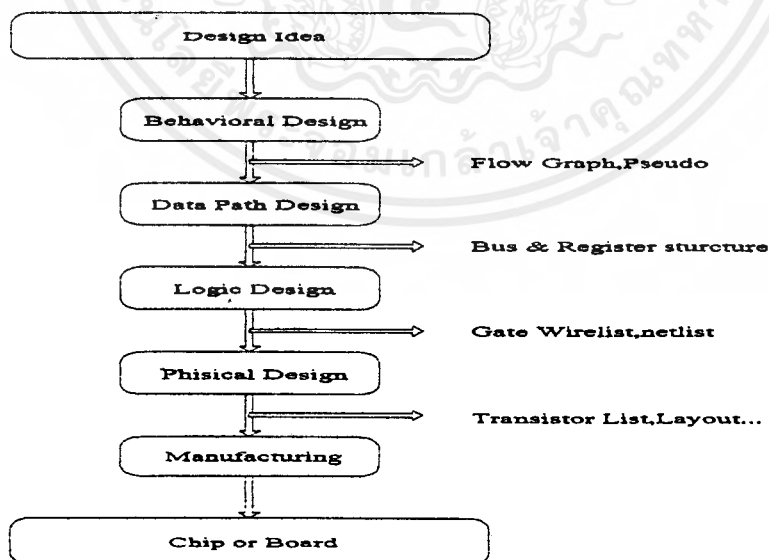 Design Idea
Behavioral Design
Flow Graph,Pseudo
Data Path Design
Bus & Register sturcture
Logic Design
Gate Wirelist,netlist
Phisical Design
Transistor List,Layout...
Manufacturing
Chip or Board